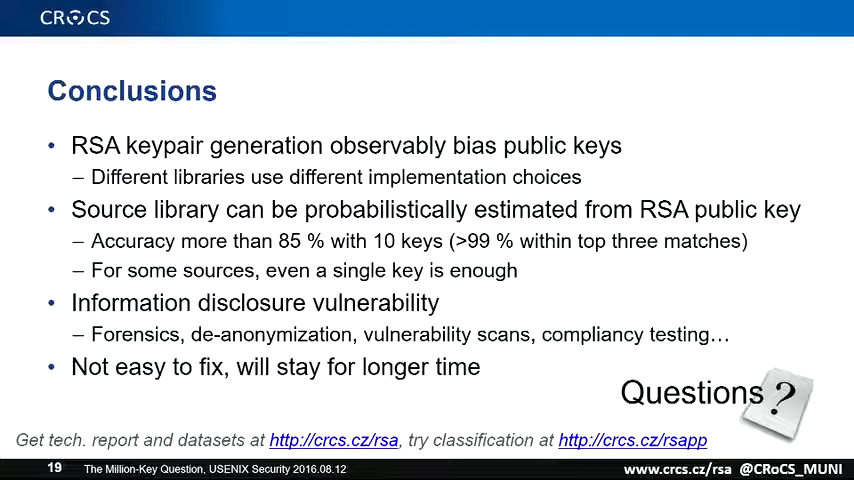 CRCS
Conclusions
• RSA keypair generation observably bias public keys
– Different libraries use different implementation choices
• Source library can be probabilistically estimated from RSA public key
– Accuracy more than 85 % with 10 keys (>99 % within top three matches)
– For some sources, even a single key is enough
• Information disclosure vulnerability
– Forensics, de-anonymization, vulnerability scans, compliancy testing…
• Not easy to fix, will stay for longer time
Questions ?
Get tech. report and datasets at http://crcs.cz/rsa, try classification at http://crcs.cz/rsapp
19 The Million-Key Question, USENIX Security 2016.08.12 www.crcs.cz/rsa @CRoCS_MUNI